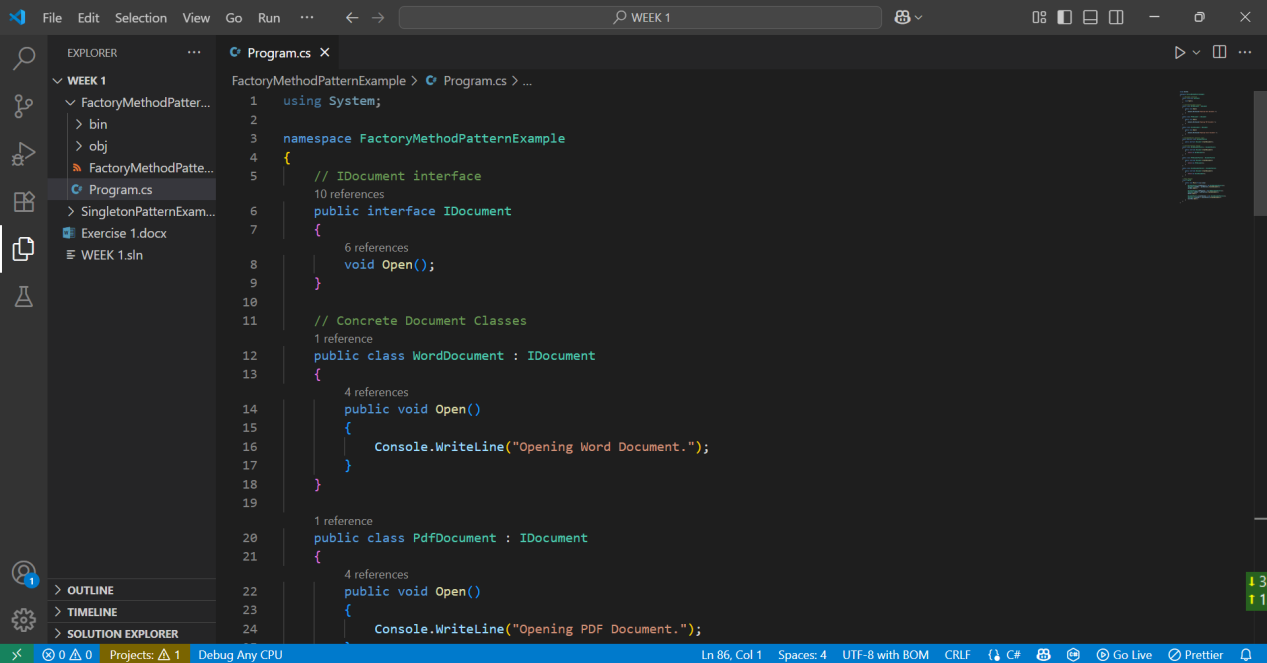 File Edit Selection View Go Run ··· WEEK 1
EXPLORER ···
WEEK 1
FactoryMethodPatter...
bin
obj
FactoryMethodPatte...
Program.cs
SingletonPatternExam...
Exercise 1.docx
WEEK 1.sln
OUTLINE
TIMELINE
SOLUTION EXPLORER
Program.cs
FactoryMethodPatternExample > Program.cs > ...
1 using System;
2
3 namespace FactoryMethodPatternExample
4 {
5 // IDocument interface
10 references
6 public interface IDocument
7 {
6 references
8 void Open();
9 }
10
11 // Concrete Document Classes
1 reference
12 public class WordDocument : IDocument
13 {
4 references
14 public void Open()
15 {
16 Console.WriteLine("Opening Word Document.");
17 }
18 }
19
1 reference
20 public class PdfDocument : IDocument
21 {
4 references
22 public void Open()
23 {
24 Console.WriteLine("Opening PDF Document.");
1
↓ 3
↑ 1
0 0 Projects: 1 Debug Any CPU Ln 86, Col 1 Spaces: 4 UTF-8 with BOM CRLF C# Go Live Prettier